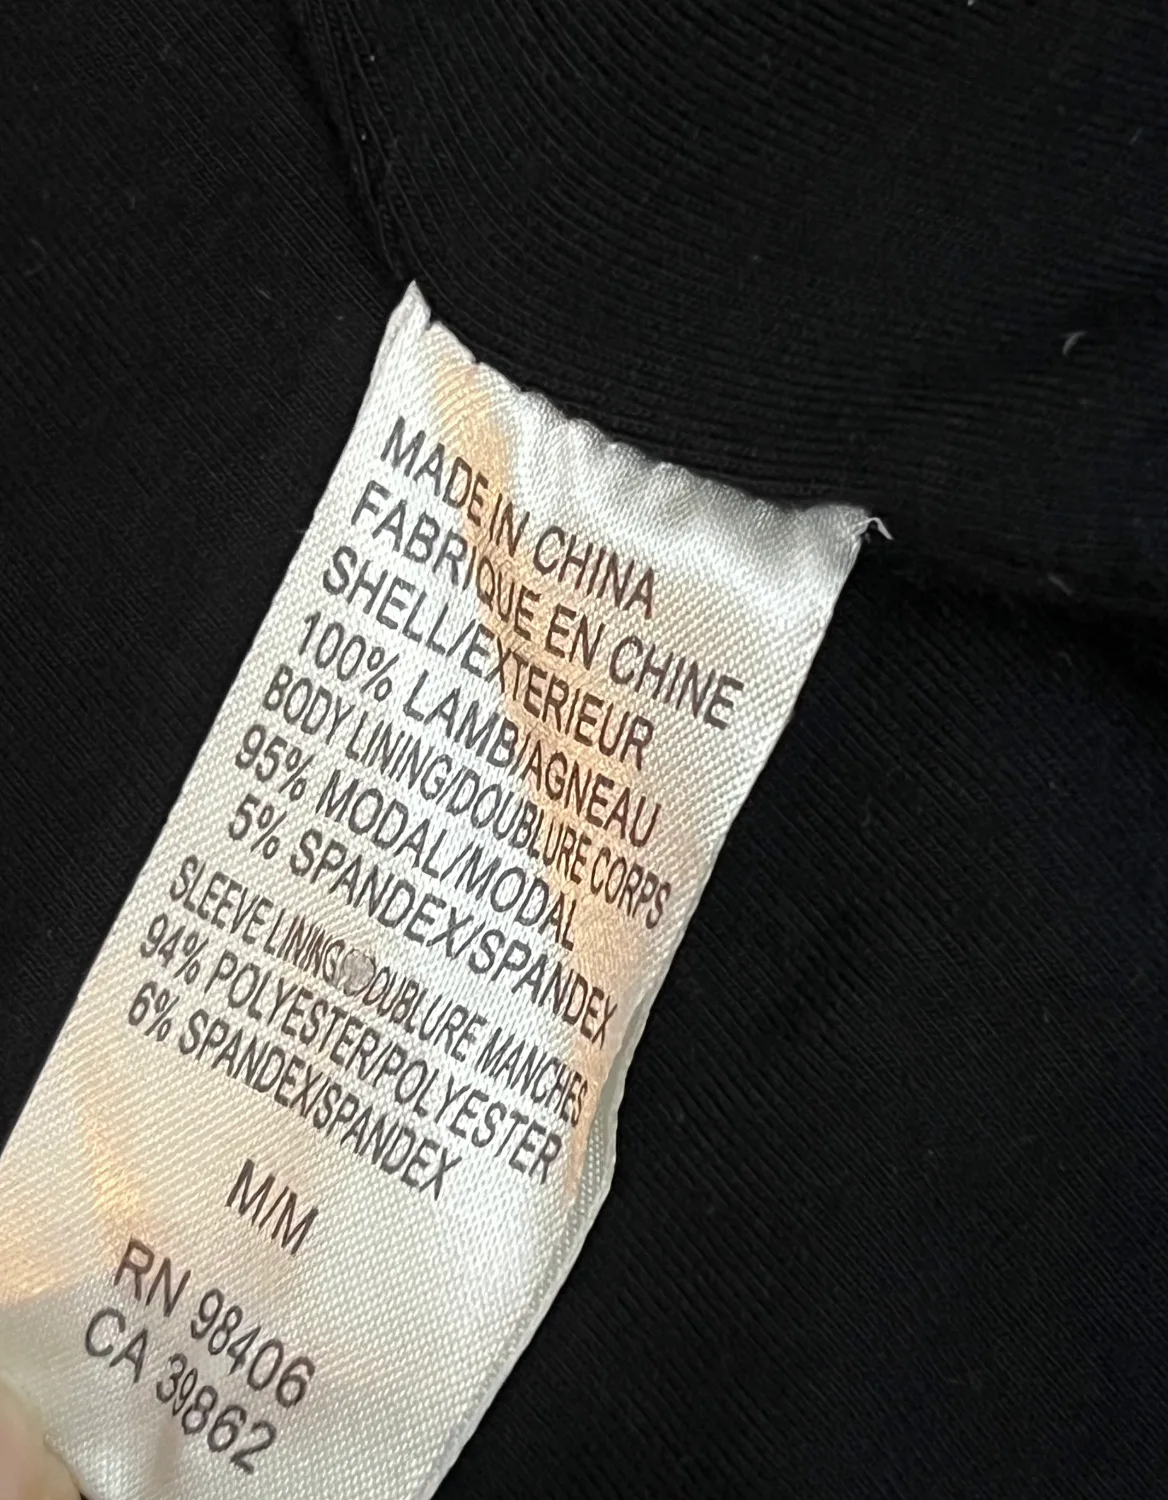 MADE IN CHINA
FABRIQUE EN CHINE
SHELL/EXTERIEUR
100% LAMB/AGNEAU
BODY LINING/DOUBLURE CORPS
95% MODAL/MODAL
5% SPANDEX/SPANDEX
SLEEVE LINING/DOUBLURE MANCHES
94% POLYESTER/POLYESTER
6% SPANDEX/SPANDEX
M/M
RN 98406
CA 39862